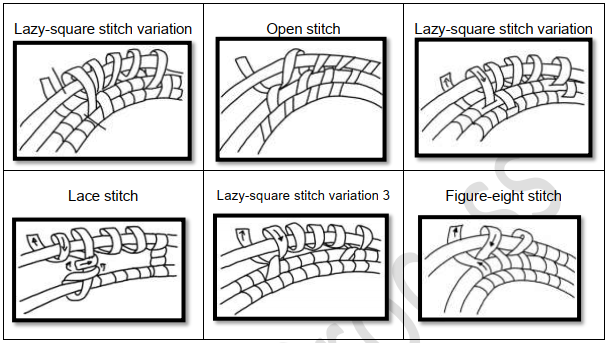 Lazy-square stitch variation
Open stitch
Lazy-square stitch variation
Lace stitch
Lazy-square stitch variation 3
Figure-eight stitch